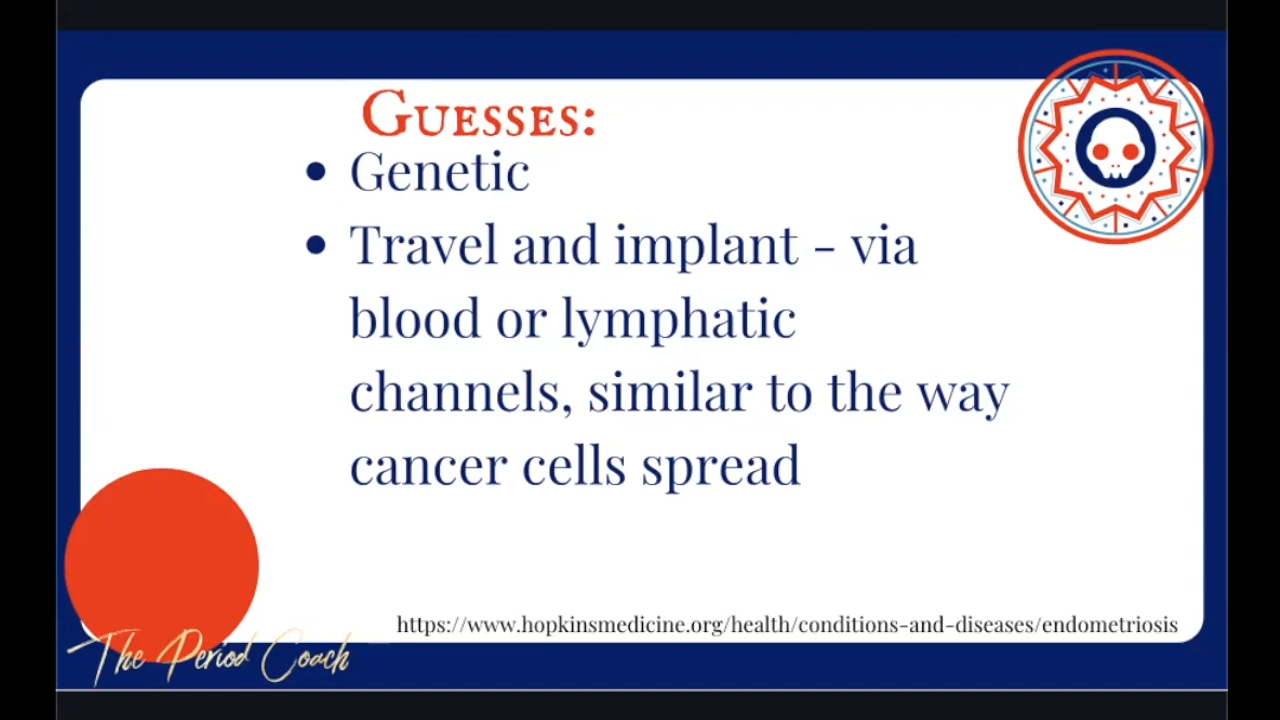 Guesses:
• Genetic
• Travel and implant - via
blood or lymphatic
channels, similar to the way
cancer cells spread
https://www.hopkinsmedicine.org/health/conditions-and-diseases/endometriosis
The Period Coach